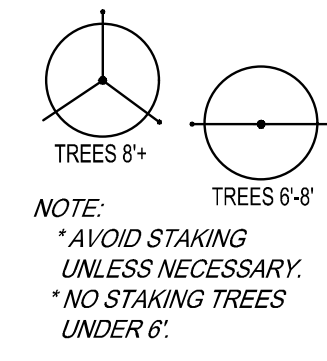 TREES 8'+
TREES 6'-8'
NOTE:
* AVOID STAKING
UNLESS NECESSARY.
* NO STAKING TREES
UNDER 6'.